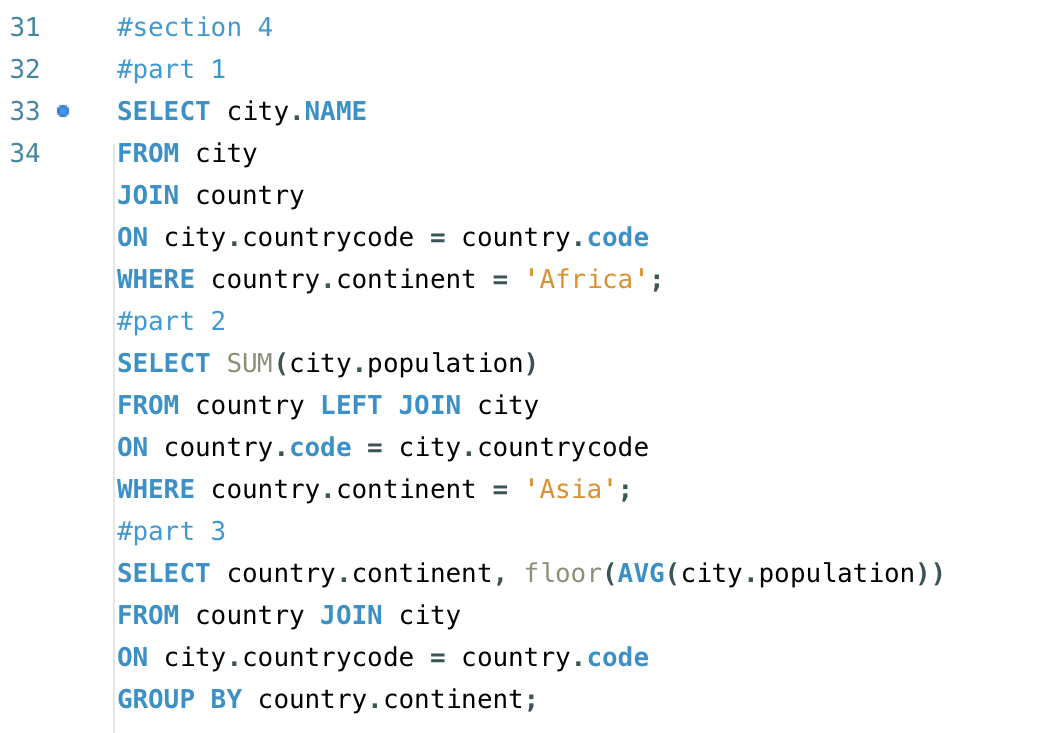 31 #section 4
32 #part 1
33 SELECT city.NAME
34 FROM city
JOIN country
ON city.countrycode = country.code
WHERE country.continent = 'Africa';
#part 2
SELECT SUM(city.population)
FROM country LEFT JOIN city
ON country.code = city.countrycode
WHERE country.continent = 'Asia';
#part 3
SELECT country.continent, floor(AVG(city.population))
FROM country JOIN city
ON city.countrycode = country.code
GROUP BY country.continent;